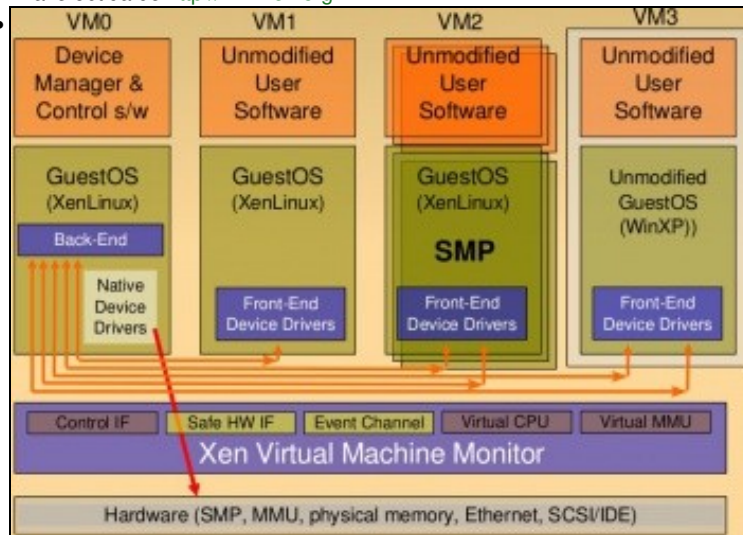 VM0
VM1
VM2
VM3
Device
Manager &
Control s/w
Unmodified
User
Software
Unmodified
User
Software
Unmodified
User
Software
GuestOS
(XenLinux)
Back-End
Native
Device
Drivers
GuestOS
(XenLinux)
Front-End
Device Drivers
GuestOS
(XenLinux)
SMP
Front-End
Device Drivers
Unmodified
GuestOS
(WinXP))
Front-End
Device Drivers
Control IF
Safe HW IF
Event Channel
Virtual CPU
Virtual MMU
Xen Virtual Machine Monitor
Hardware (SMP, MMU, physical memory, Ethernet, SCSI/IDE)